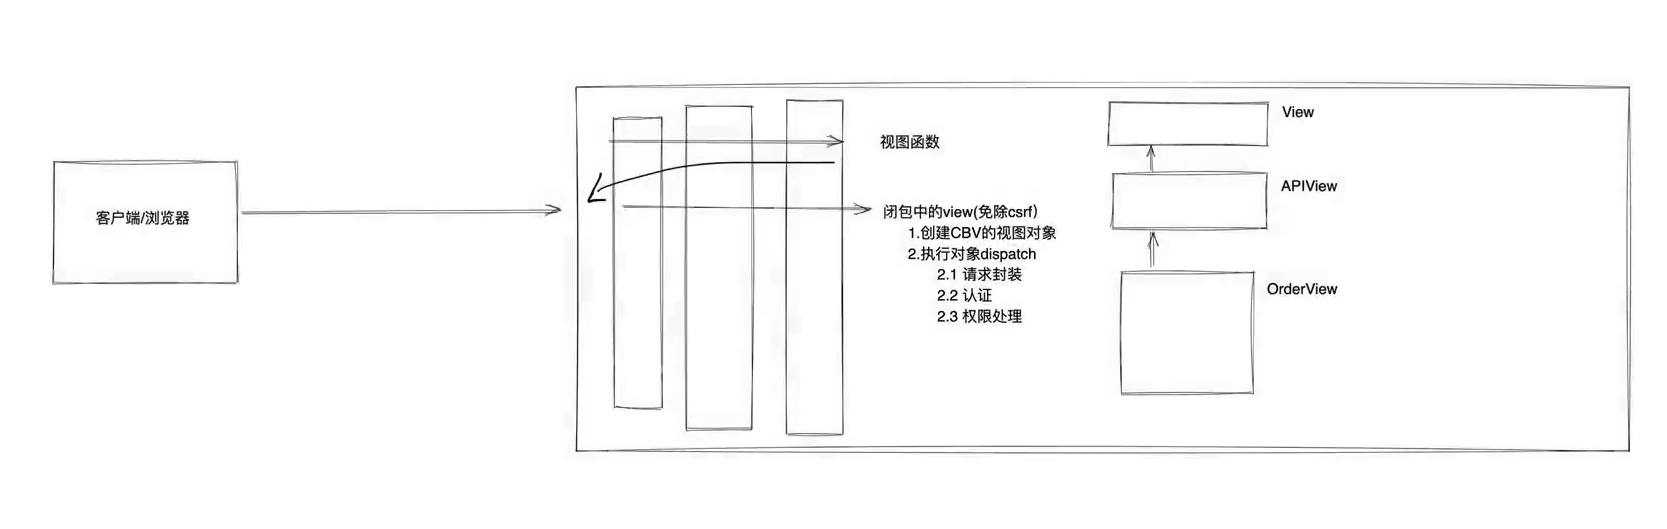 客户端/浏览器
视图函数
闭包中的view(免除csrf)
1.创建CBV的视图对象
2.执行对象dispatch
2.1 请求封装
2.2 认证
2.3 权限处理
View
APIView
OrderView